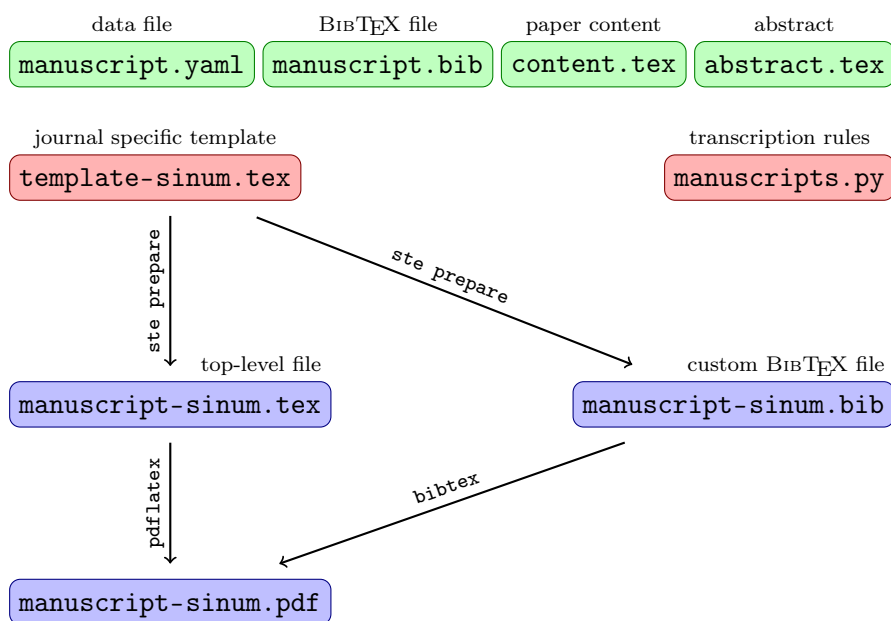 data file
BIBTEX file
paper content
abstract
manuscript.yaml
manuscript.bib
content.tex
abstract.tex
journal specific template
transcription rules
template-sinum.tex
manuscripts.py
ste prepare
ste prepare
top-level file
custom BIBTEX file
manuscript-sinum.tex
manuscript-sinum.bib
pdflatex
bibtex
manuscript-sinum.pdf